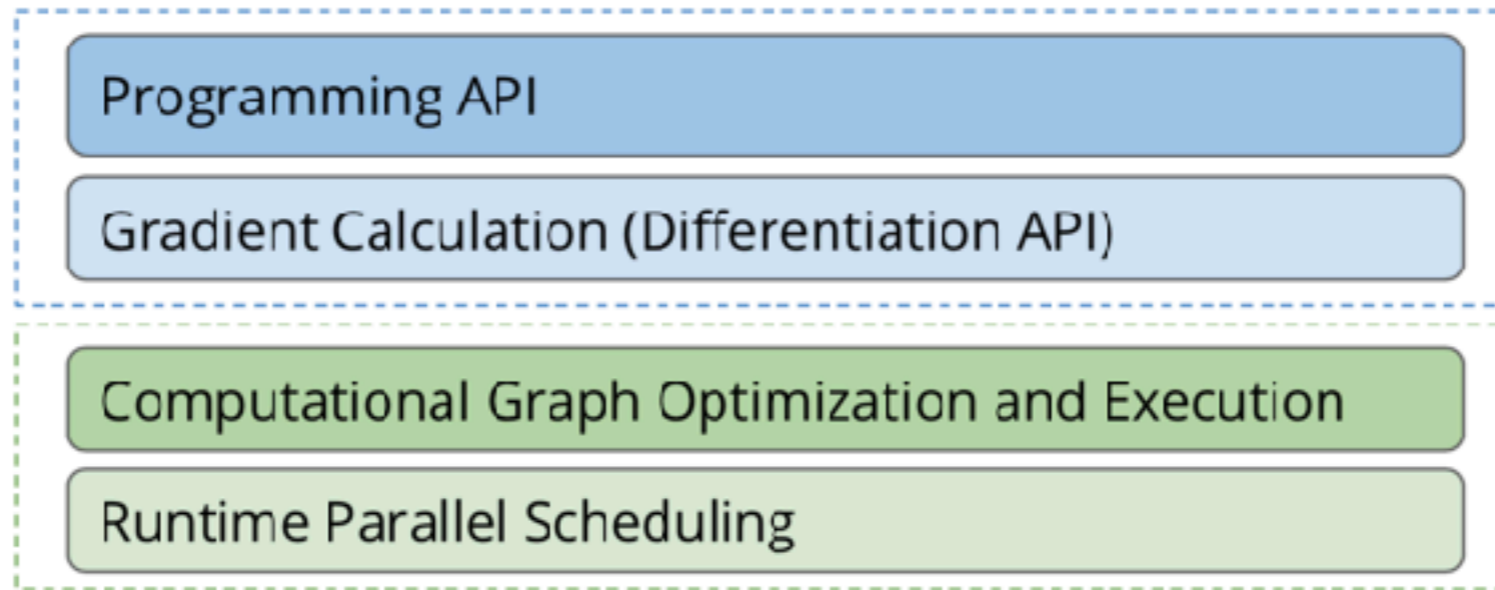 Programming API
Gradient Calculation (Differentiation API)
Computational Graph Optimization and Execution
Runtime Parallel Scheduling